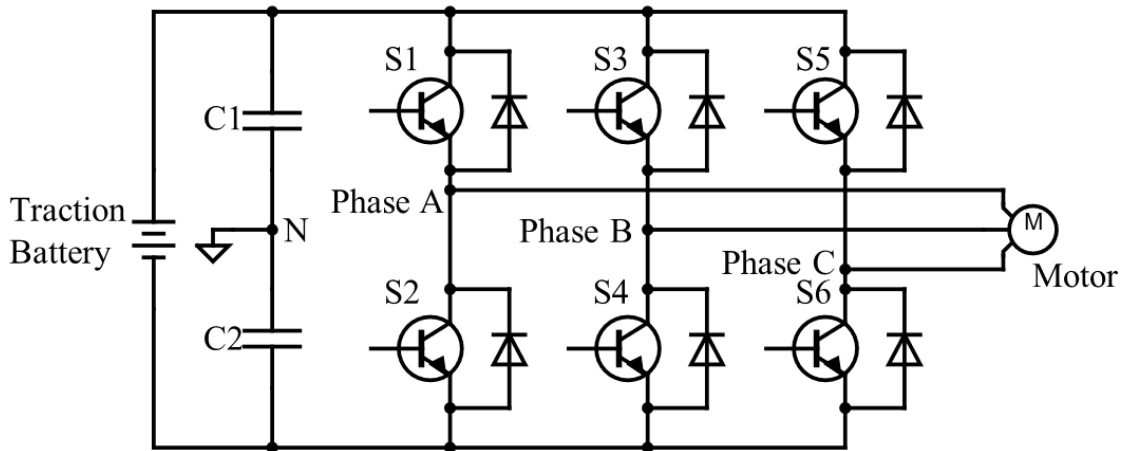 S1
S3
S5
C1
Phase A
Traction
Battery
N
Phase B
M
Phase C
Motor
S2
S4
S6
C2